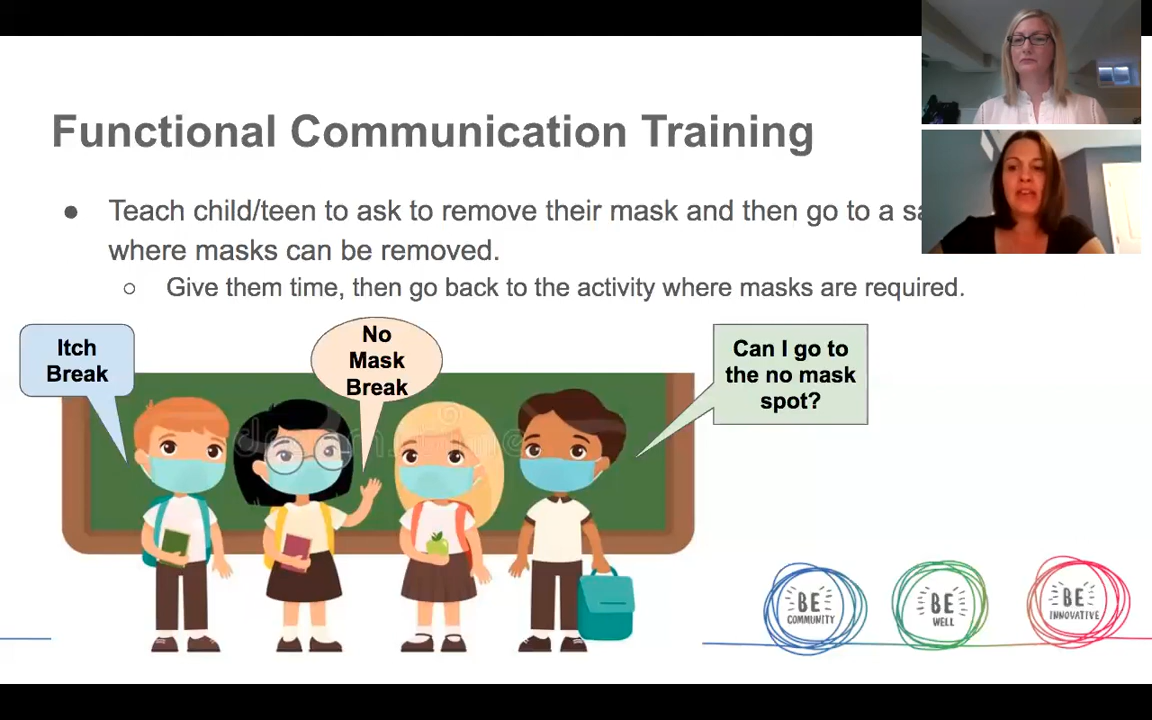 Functional Communication Training
● Teach child/teen to ask to remove their mask and then go to a
where masks can be removed.
○ Give them time, then go back to the activity where masks are required.
Itch
Break
No
Mask
Break
Can I go to
the no mask
spot?
BE
COMMUNITY
BE
WELL
BE
INNOVATIVE